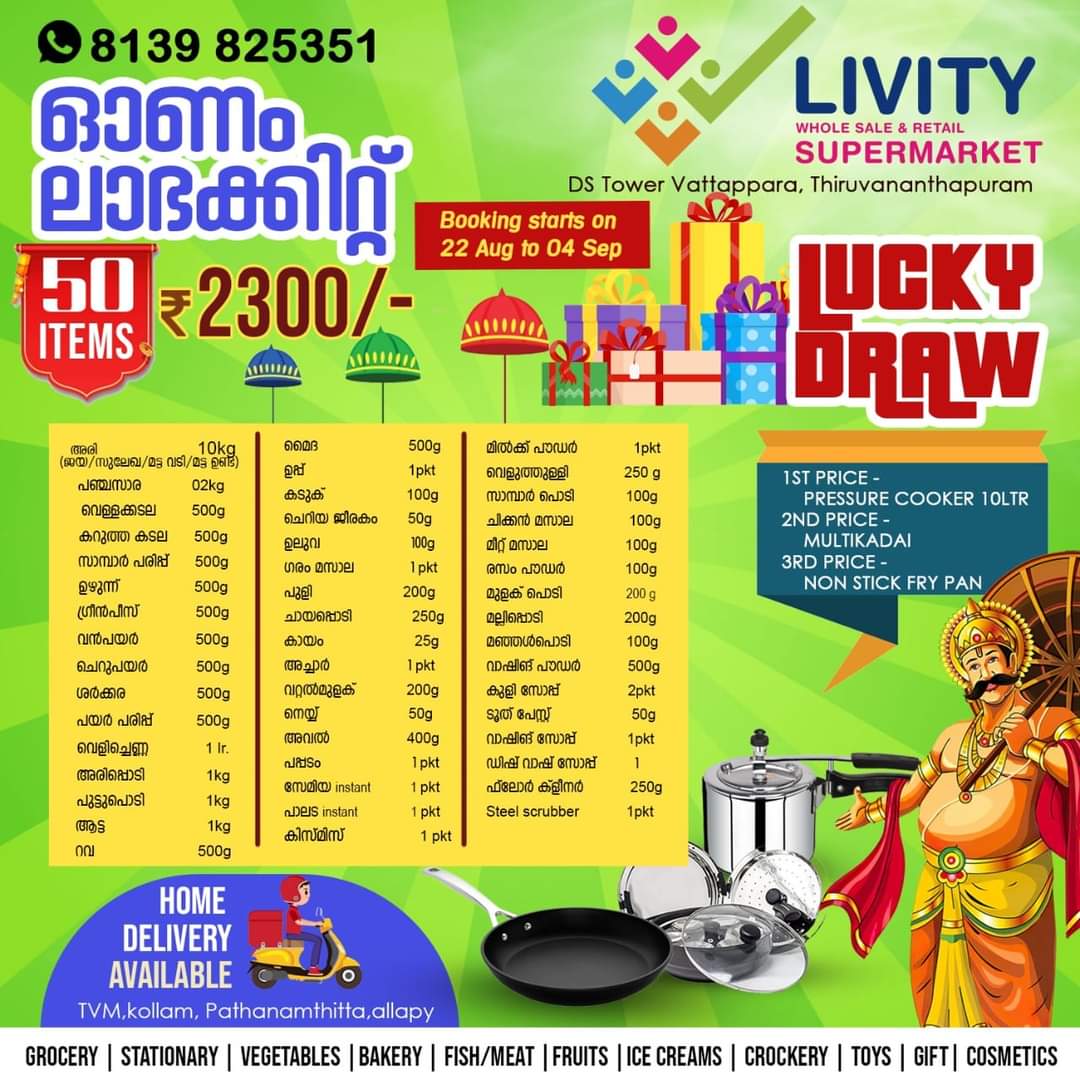 8139 825351
ഓണം
ലാഭക്കിറ്റ്
LIVITY
WHOLE SALE & RETAIL
SUPERMARKET
DS Tower Vattappara, Thiruvananthapuram
Booking starts on
22 Aug to 04 Sep
50
ITEMS
₹2300/-
LUCKY
DRAW
അരി 10kg
(ജയ/സുലേഖ/മട്ട വടി/മട്ട ഉണ്ട)
പഞ്ചസാര 02kg
വെള്ളക്കടല 500g
കറുത്ത കടല 500g
സാമ്പാർ പരിപ്പ് 500g
ഉഴുന്ന് 500g
ഗ്രീൻപീസ് 500g
വൻപയർ 500g
ചെറുപയർ 500g
ശർക്കര 500g
പയർ പരിപ്പ് 500g
വെളിച്ചെണ്ണ 1 lr.
അരിപ്പൊടി 1kg
പുട്ടുപൊടി 1kg
ആട്ട 1kg
റവ 500g
മൈദ 500g
ഉപ്പ് 1pkt
കടുക് 100g
ചെറിയ ജീരകം 50g
ഉലുവ 100g
ഗരം മസാല 1pkt
പുളി 200g
ചായപ്പൊടി 250g
കായം 25g
അച്ചാർ 1pkt
വറ്റൽമുളക് 200g
നെയ്യ് 50g
അവൽ 400g
പപ്പടം 1pkt
സേമിയ instant 1 pkt
പാലട instant 1 pkt
കിസ്മിസ് 1 pkt
മിൽക്ക് പൗഡർ 1pkt
വെളുത്തുള്ളി 250 g
സാമ്പാർ പൊടി 100g
ചിക്കൻ മസാല 100g
മീറ്റ് മസാല 100g
രസം പൗഡർ 100g
മുളക് പൊടി 200 g
മല്ലിപ്പൊടി 200g
മഞ്ഞൾപൊടി 100g
വാഷിങ് പൗഡർ 500g
കുളി സോപ്പ് 2pkt
ടൂത് പേസ്റ്റ് 50g
വാഷിങ് സോപ്പ് 1pkt
ഡിഷ് വാഷ് സോപ്പ് 1
ഫ്ലോർ ക്ളീനർ 250g
Steel scrubber 1pkt
1ST PRICE -
PRESSURE COOKER 10LTR
2ND PRICE -
MULTIKADAI
3RD PRICE -
NON STICK FRY PAN
HOME
DELIVERY
AVAILABLE
TVM,kollam, Pathanamthitta,allapy
GROCERY | STATIONARY | VEGETABLES | BAKERY | FISH/MEAT | FRUITS | ICE CREAMS | CROCKERY | TOYS | GIFT | COSMETICS